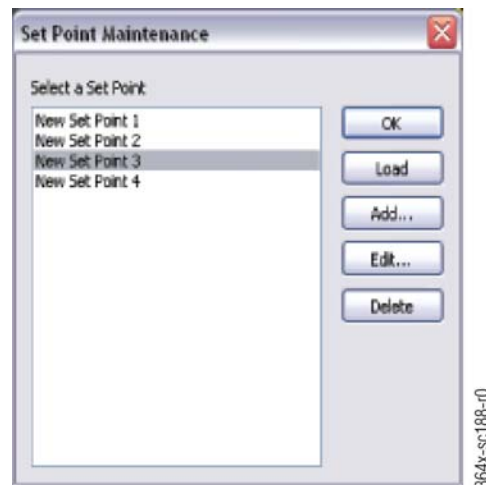 Set Point Maintenance
Select a Set Point
New Set Point 1
New Set Point 2
New Set Point 3
New Set Point 4
OK
Load
Add...
Edit...
Delete
364x-sc188-r0